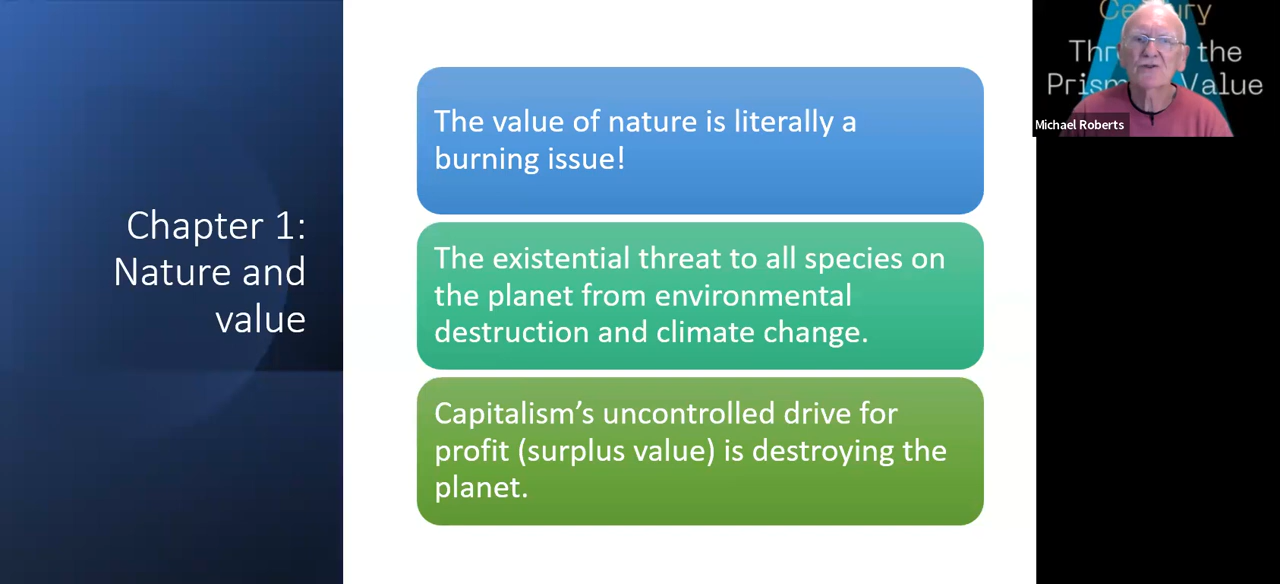 Chapter 1:
Nature and
value
The value of nature is literally a
burning issue!
The existential threat to all species on
the planet from environmental
destruction and climate change.
Capitalism’s uncontrolled drive for
profit (surplus value) is destroying the
planet.
the
Value
Michael Roberts